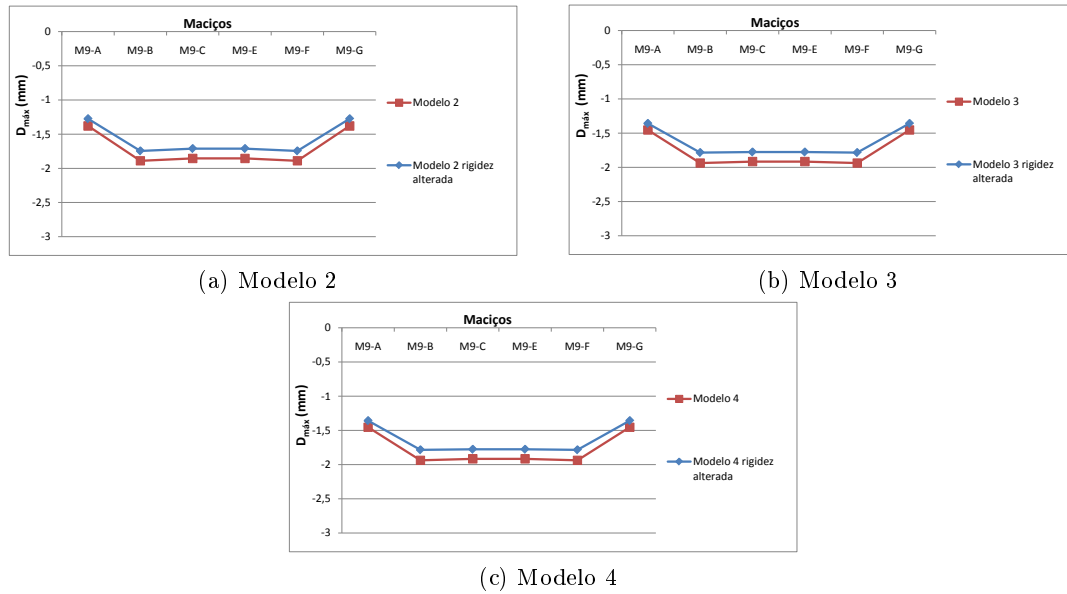 Maciços
0
M9-A M9-B M9-C M9-E M9-F M9-G
-0,5
-1
-1,5
-2
-2,5
-3
Dmáx (mm)
Modelo 2
Modelo 2 rigidez
alterada
(a) Modelo 2
Maciços
0
M9-A M9-B M9-C M9-E M9-F M9-G
-0,5
-1
-1,5
-2
-2,5
-3
Dmáx (mm)
Modelo 3
Modelo 3 rigidez
alterada
(b) Modelo 3
Maciços
0
M9-A M9-B M9-C M9-E M9-F M9-G
-0,5
-1
-1,5
-2
-2,5
-3
Dmáx (mm)
Modelo 4
Modelo 4 rigidez
alterada
(c) Modelo 4